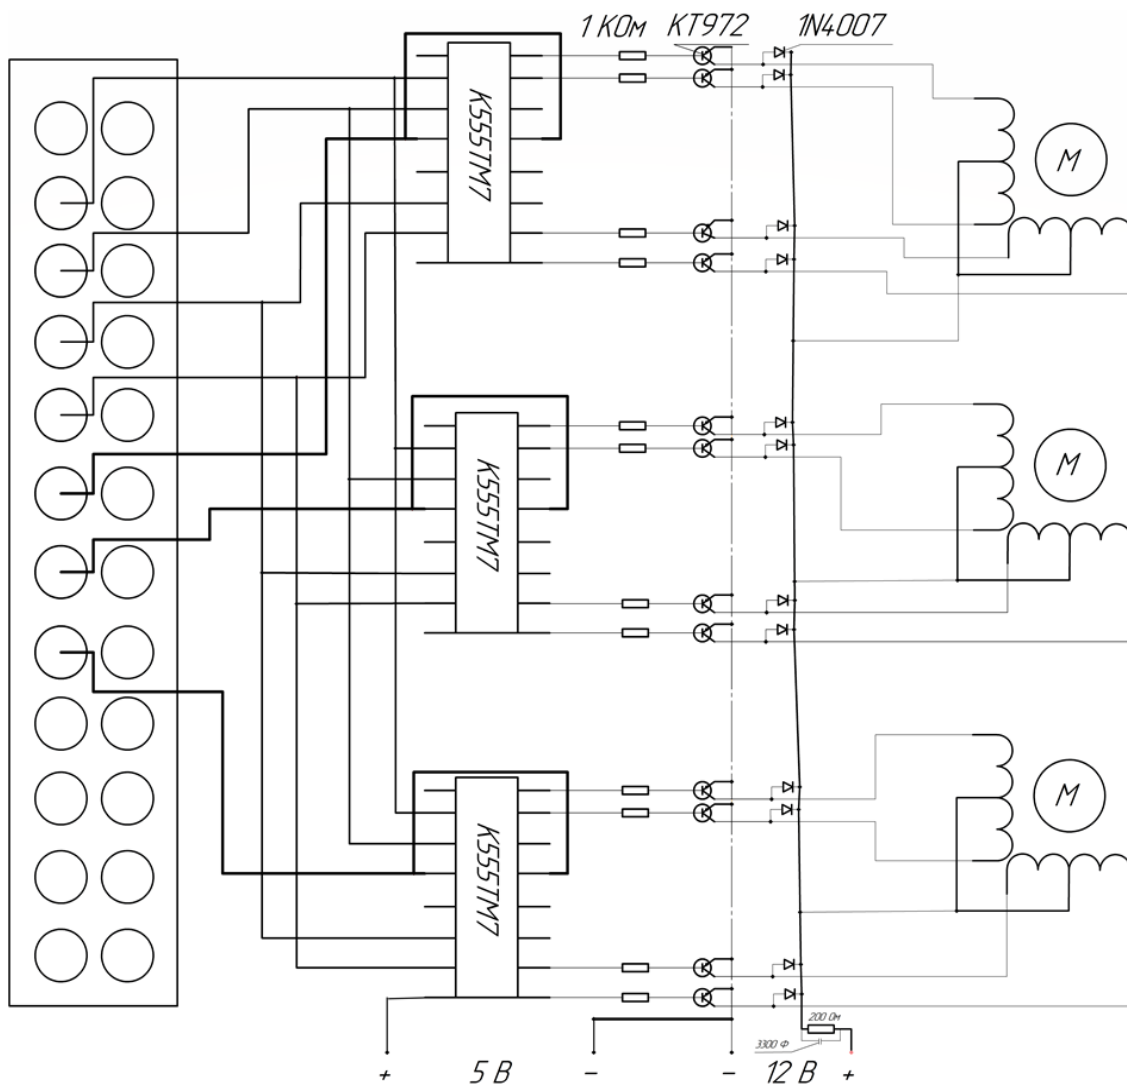 1 КОм КТ972 1N4007
К555ТМ7
М
К555ТМ7
М
К555ТМ7
М
200 Ом
3300 Ф
+ 5 В - - 12 В +